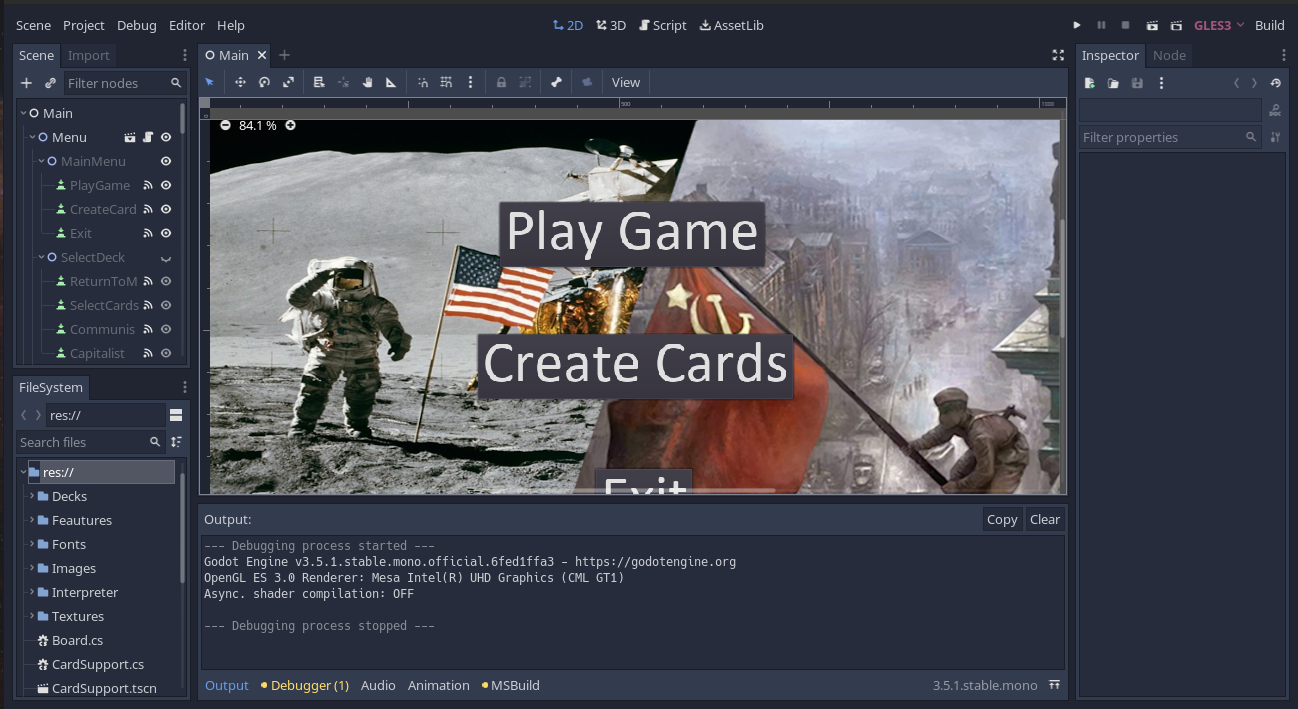 Scene Project Debug Editor Help 2D 3D Script AssetLib GLES3 Build
Scene Import
Filter nodes
Main
Menu
MainMenu
PlayGame
CreateCard
Exit
SelectDeck
ReturnToM
SelectCards
Communis
Capitalist
FileSystem
res://
Search files
res://
Decks
Feautures
Fonts
Images
Interpreter
Textures
Board.cs
CardSupport.cs
CardSupport.tscn
Main
View
500 1000
84.1 %
Play Game
Create Cards
Exit
Output: Copy Clear
--- Debugging process started ---
Godot Engine v3.5.1.stable.mono.official.6fed1ffa3 - https://godotengine.org
OpenGL ES 3.0 Renderer: Mesa Intel(R) UHD Graphics (CML GT1)
Async. shader compilation: OFF
--- Debugging process stopped ---
Output Debugger (1) Audio Animation MSBuild 3.5.1.stable.mono
Inspector Node
Filter properties